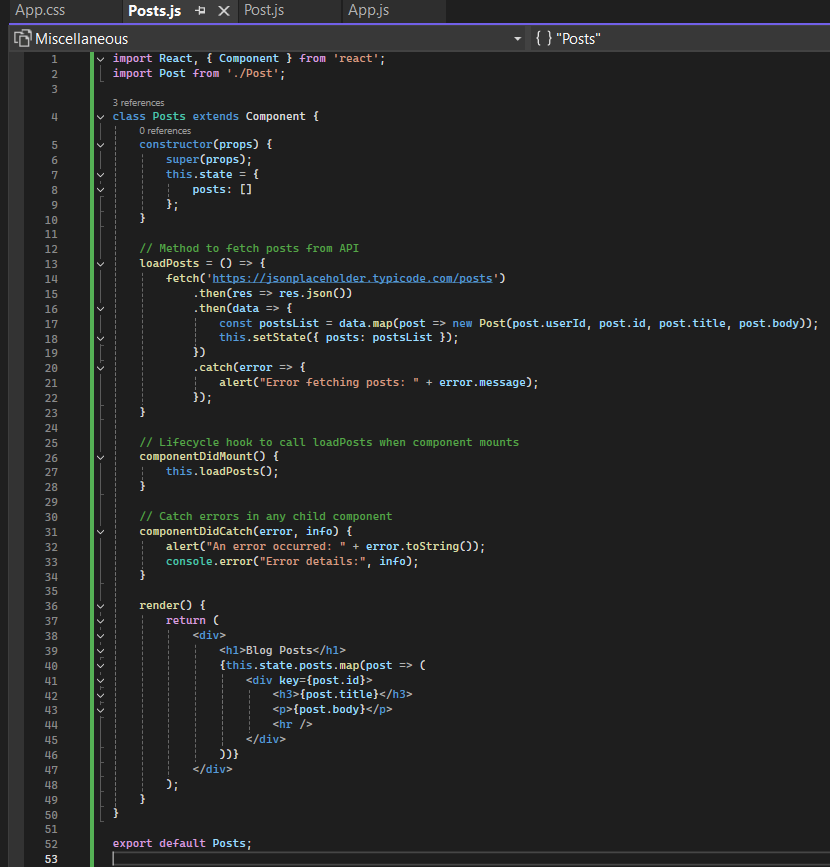 App.css Posts.js Post.js App.js
Miscellaneous { } "Posts"
1 import React, { Component } from 'react';
2 import Post from './Post';
3
3 references
4 class Posts extends Component {
0 references
5 constructor(props) {
6 super(props);
7 this.state = {
8 posts: []
9 };
10 }
11
12 // Method to fetch posts from API
13 loadPosts = () => {
14 fetch('https://jsonplaceholder.typicode.com/posts')
15 .then(res => res.json())
16 .then(data => {
17 const postsList = data.map(post => new Post(post.userId, post.id, post.title, post.body));
18 this.setState({ posts: postsList });
19 })
20 .catch(error => {
21 alert("Error fetching posts: " + error.message);
22 });
23 }
24
25 // Lifecycle hook to call loadPosts when component mounts
26 componentDidMount() {
27 this.loadPosts();
28 }
29
30 // Catch errors in any child component
31 componentDidCatch(error, info) {
32 alert("An error occurred: " + error.toString());
33 console.error("Error details:", info);
34 }
35
36 render() {
37 return (
38 <div>
39 <h1>Blog Posts</h1>
40 {this.state.posts.map(post => (
41 <div key={post.id}>
42 <h3>{post.title}</h3>
43 <p>{post.body}</p>
44 <hr />
45 </div>
46 ))}
47 </div>
48 );
49 }
50 }
51
52 export default Posts;
53